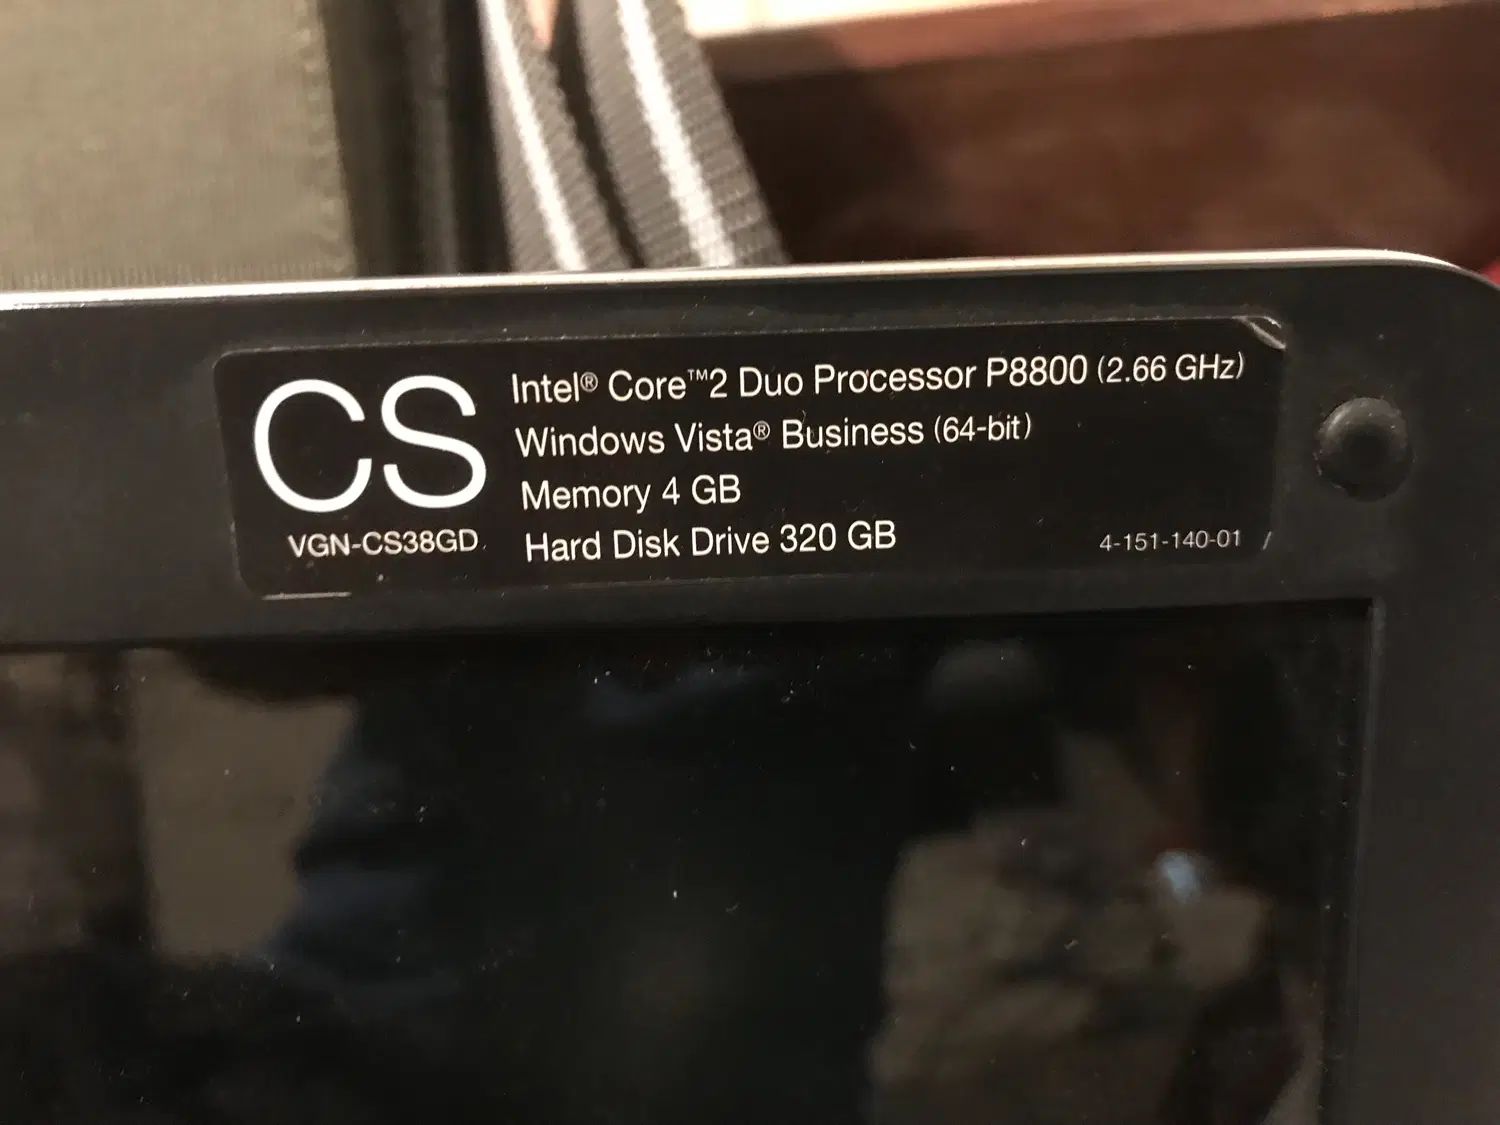 CS
VGN-CS38GD
Intel® Core™2 Duo Processor P8800 (2.66 GHz)
Windows Vista® Business (64-bit)
Memory 4 GB
Hard Disk Drive 320 GB
4-151-140-01